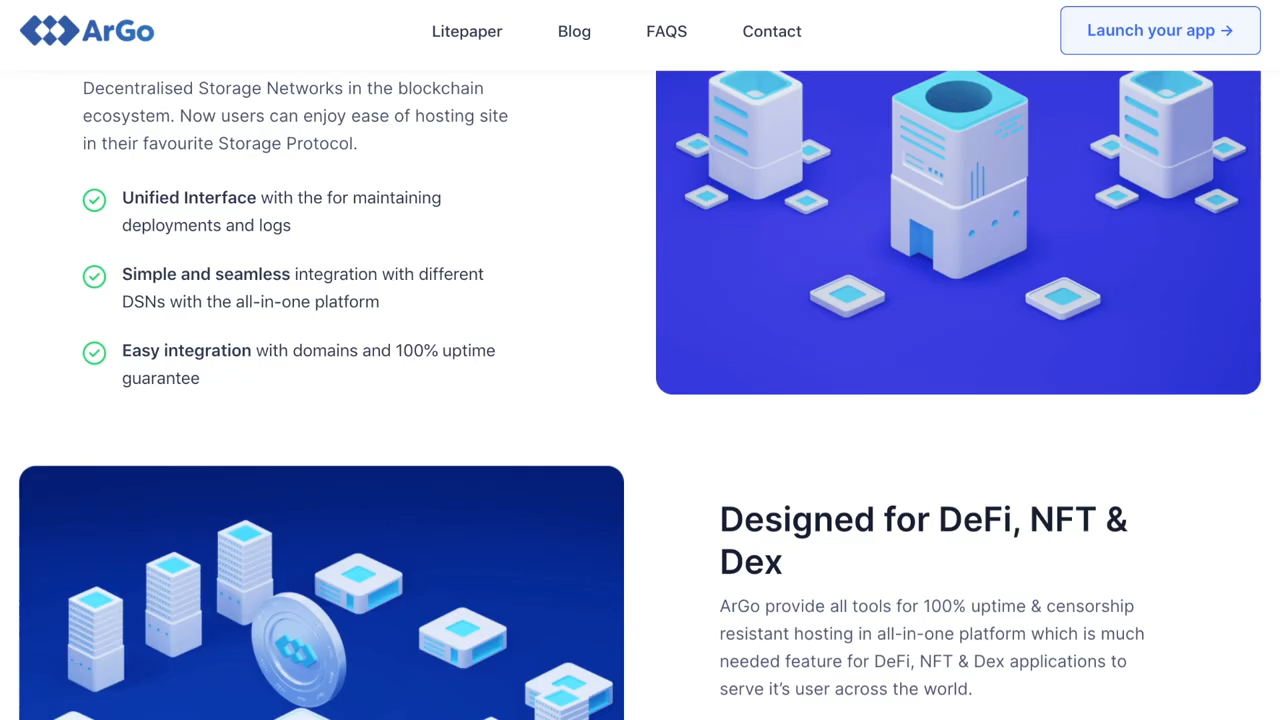 ArGo
Litepaper
Blog
FAQS
Contact
Launch your app →
Decentralised Storage Networks in the blockchain
ecosystem. Now users can enjoy ease of hosting site
in their favourite Storage Protocol.
Unified Interface with the for maintaining
deployments and logs
Simple and seamless integration with different
DSNs with the all-in-one platform
Easy integration with domains and 100% uptime
guarantee
Designed for DeFi, NFT &
Dex
ArGo provide all tools for 100% uptime & censorship
resistant hosting in all-in-one platform which is much
needed feature for DeFi, NFT & Dex applications to
serve it’s user across the world.